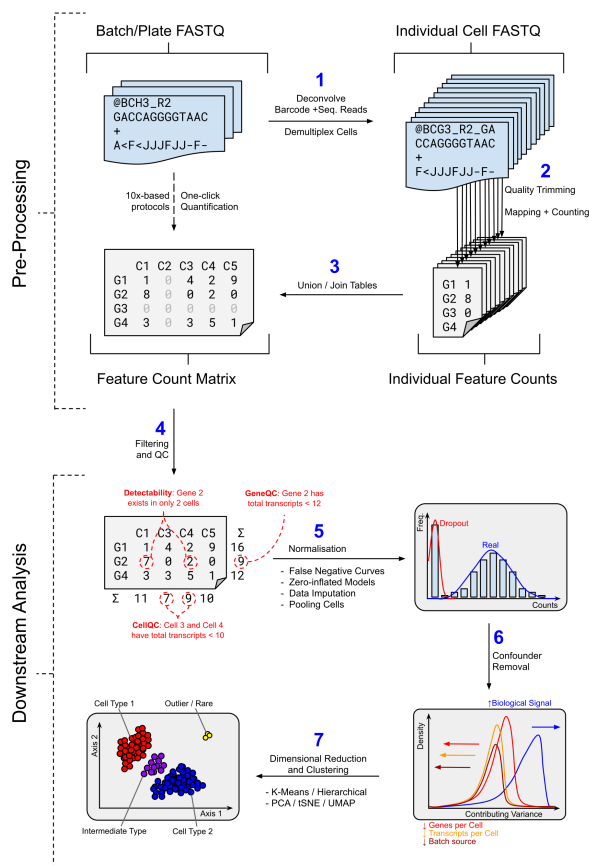 Batch/Plate FASTQ
Individual Cell FASTQ
@BCH3_R2
GACCAGGGGTAAC
+
A<F<JJJFJJ-F-
1
Deconvolve
Barcode +Seq. Reads
Demultiplex Cells
@BCG3_R2_GA
CCAGGGGTAAC
+
F<JJJFJJ-F-
2
Quality Trimming
Mapping + Counting
Pre-Processing
10x-based
protocols
One-click
Quantification
C1 C2 C3 C4 C5
G1 1 0 4 2 9
G2 8 0 0 2 0
G3 0 0 0 0 0
G4 3 0 3 5 1
3
Union / Join Tables
G1 1
G2 8
G3 0
G4
Feature Count Matrix
Individual Feature Counts
4
Filtering
and QC
Downstream Analysis
Detectability: Gene 2
exists in only 2 cells
GeneQC: Gene 2 has
total transcripts < 12
C1 C3 C4 C5 Σ
G1 1 4 2 9 16
G2 7 0 2 0 9
G4 3 3 5 1 12
Σ 11 7 9 10
CellQC: Cell 3 and Cell 4
have total transcripts < 10
5
Normalisation
- False Negative Curves
- Zero-inflated Models
- Data Imputation
- Pooling Cells
Freq.
Dropout
Real
Counts
6
Confounder
Removal
↑Biological Signal
Density
Contributing Variance
↓ Genes per Cell
↓ Transcripts per Cell
↓ Batch source
7
Dimensional Reduction
and Clustering
- K-Means / Hierarchical
- PCA / tSNE / UMAP
Cell Type 1
Outlier / Rare
Axis 2
Axis 1
Intermediate Type
Cell Type 2